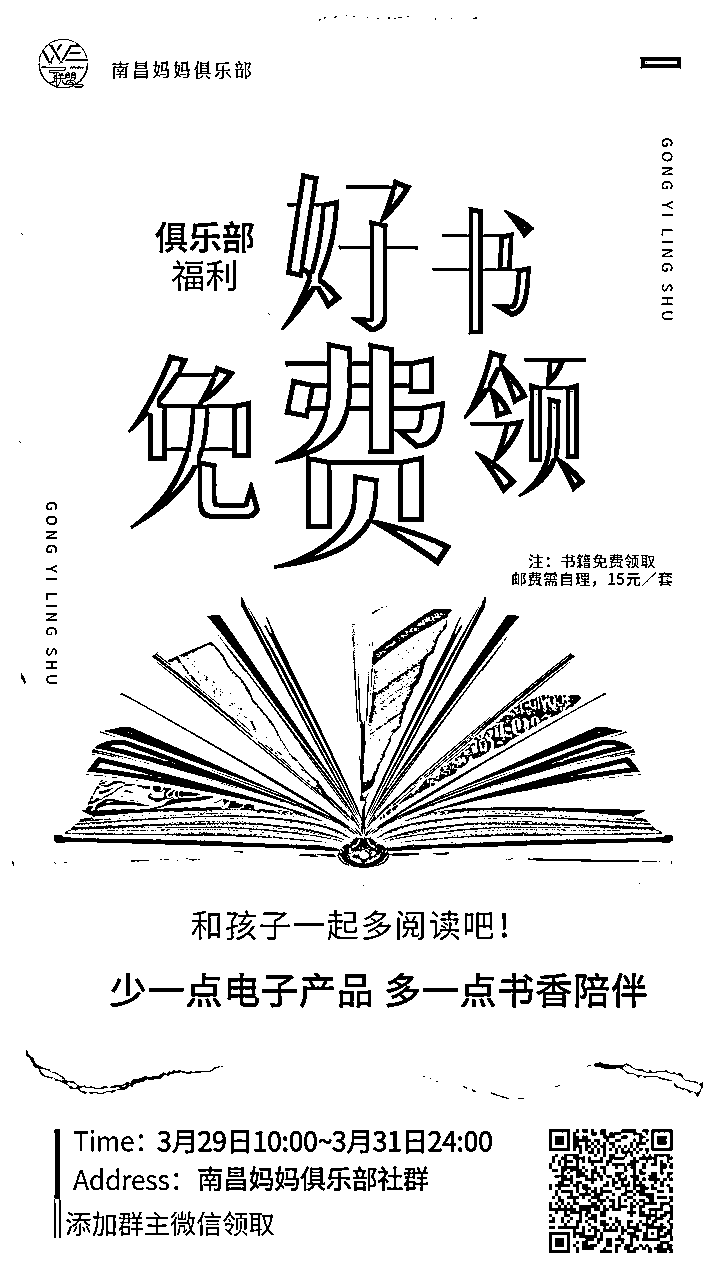 WE
联盟
南昌妈妈俱乐部
GONG YI LING SHU
俱乐部
福利
好书
免费领
注：书籍免费领取
邮费需自理，15元／套
GONG YI LING SHU
和孩子一起多阅读吧！
少一点电子产品 多一点书香陪伴
Time：3月29日10:00~3月31日24:00
Address：南昌妈妈俱乐部社群
添加群主微信领取